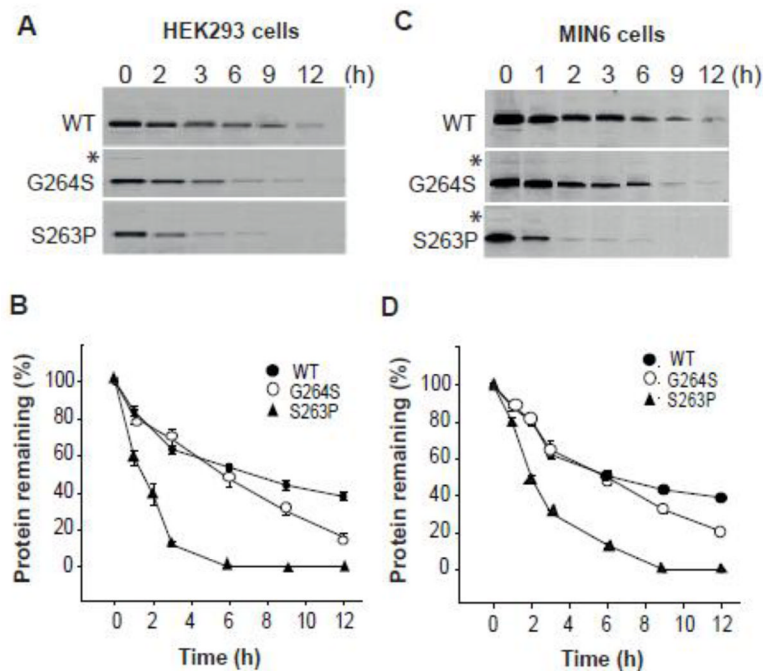 A
HEK293 cells
0 2 3 6 9 12 (h)
WT
*
G264S
S263P
C
MIN6 cells
0 1 2 3 6 9 12 (h)
WT
*
G264S
*
S263P
B
Protein remaining (%)
100
80
60
40
20
0
WT
G264S
S263P
0 2 4 6 8 10 12
Time (h)
D
Protein remaining (%)
100
80
60
40
20
0
WT
G264S
S263P
0 2 4 6 8 10 12
Time (h)